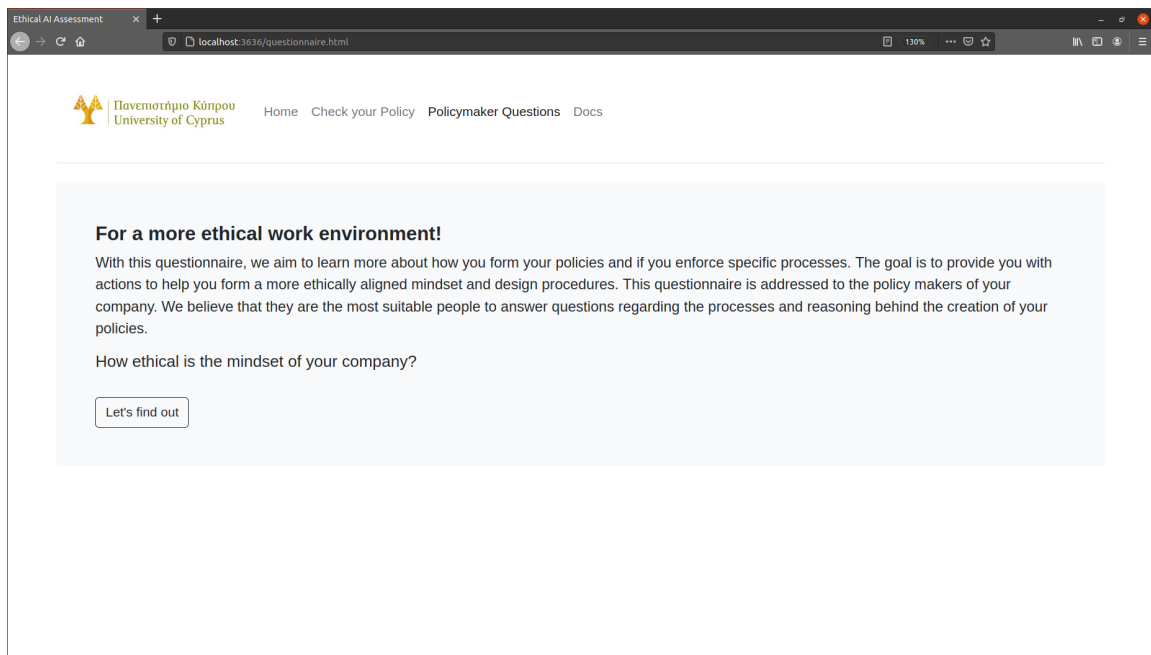 Ethical AI Assessment
localhost:3636/questionnaire.html
130%
Πανεπιστήμιο Κύπρου
University of Cyprus
Home Check your Policy Policymaker Questions Docs
For a more ethical work environment!
With this questionnaire, we aim to learn more about how you form your policies and if you enforce specific processes. The goal is to provide you with
actions to help you form a more ethically aligned mindset and design procedures. This questionnaire is addressed to the policy makers of your
company. We believe that they are the most suitable people to answer questions regarding the processes and reasoning behind the creation of your
policies.
How ethical is the mindset of your company?
Let's find out